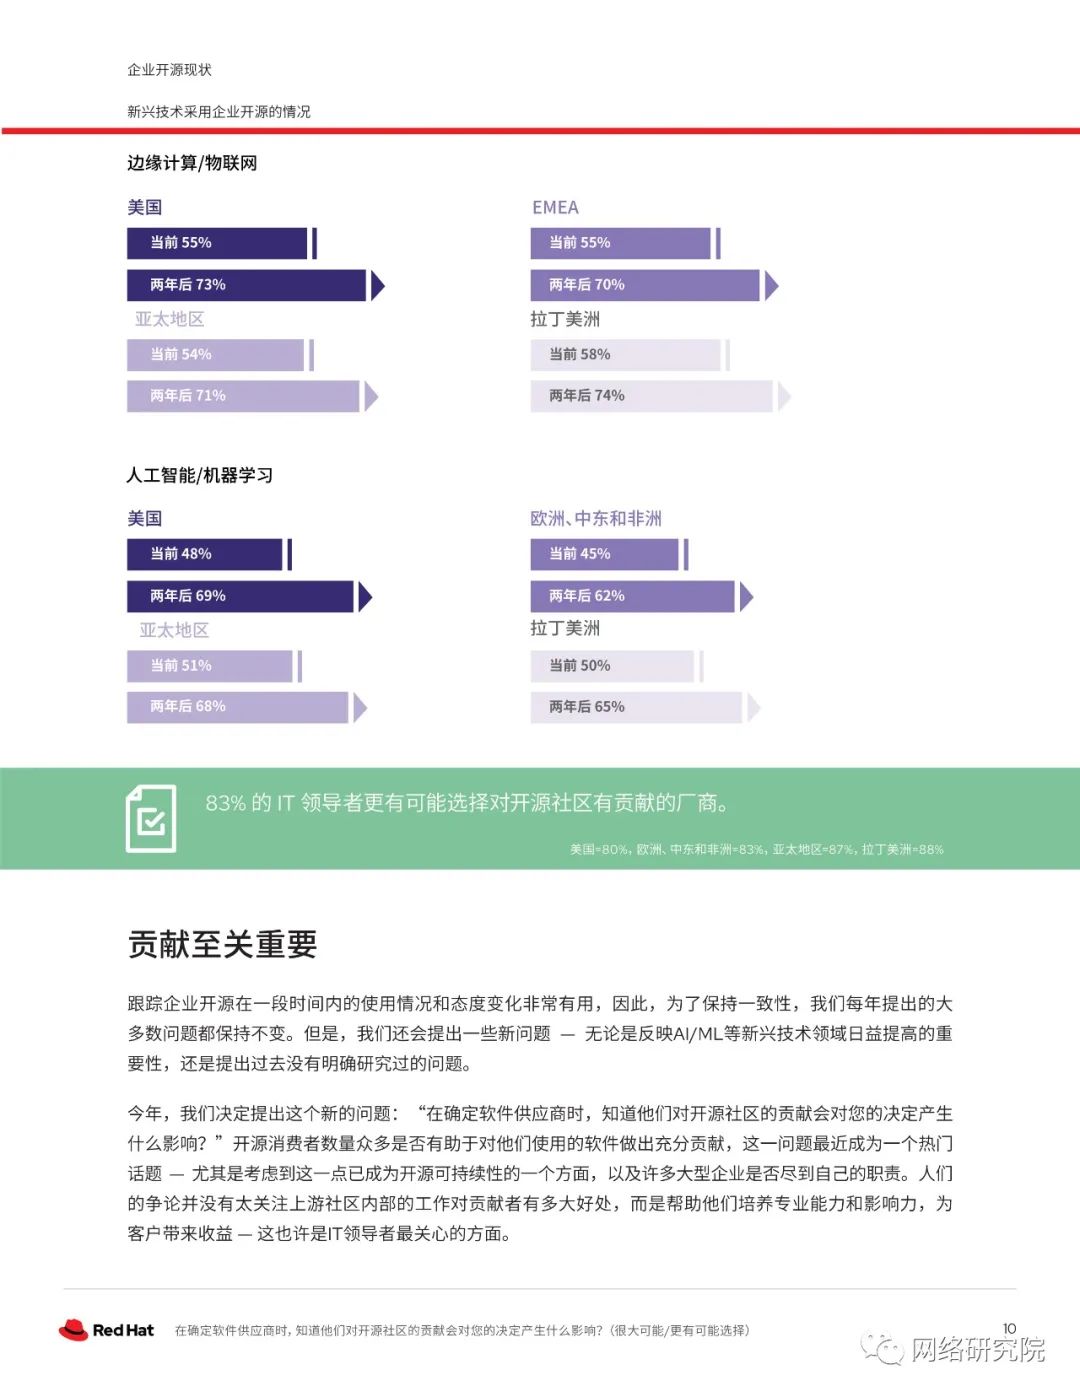 企业开源现状
新兴技术采用企业开源的情况
边缘计算/物联网
美国
当前 55%
两年后 73%
亚太地区
当前 54%
两年后 71%
EMEA
当前 55%
两年后 70%
拉丁美洲
当前 58%
两年后 74%
人工智能/机器学习
美国
当前 48%
两年后 69%
亚太地区
当前 51%
两年后 68%
欧洲、中东和非洲
当前 45%
两年后 62%
拉丁美洲
当前 50%
两年后 65%
83% 的 IT 领导者更有可能选择对开源社区有贡献的厂商。
美国=80%, 欧洲、中东和非洲=83%, 亚太地区=87%, 拉丁美洲=88%
贡献至关重要
跟踪企业开源在一段时间内的使用情况和态度变化非常有用，因此，为了保持一致性，我们每年提出的大
多数问题都保持不变。但是，我们还会提出一些新问题 — 无论是反映AI/ML等新兴技术领域日益提高的重
要性，还是提出过去没有明确研究过的问题。
今年，我们决定提出这个新的问题：“在确定软件供应商时，知道他们对开源社区的贡献会对您的决定产生
什么影响？”开源消费者数量众多是否有助于对他们使用的软件做出充分贡献，这一问题最近成为一个热门
话题 — 尤其是考虑到这一点已成为开源可持续性的一个方面，以及许多大型企业是否尽到自己的职责。人们
的争论并没有太关注上游社区内部的工作对贡献者有多大好处，而是帮助他们培养专业能力和影响力，为
客户带来收益 — 这也许是IT领导者最关心的方面。
Red Hat
在确定软件供应商时, 知道他们对开源社区的贡献会对您的决定产生什么影响？（很大可能/更有可能选择）
10
网络研究院